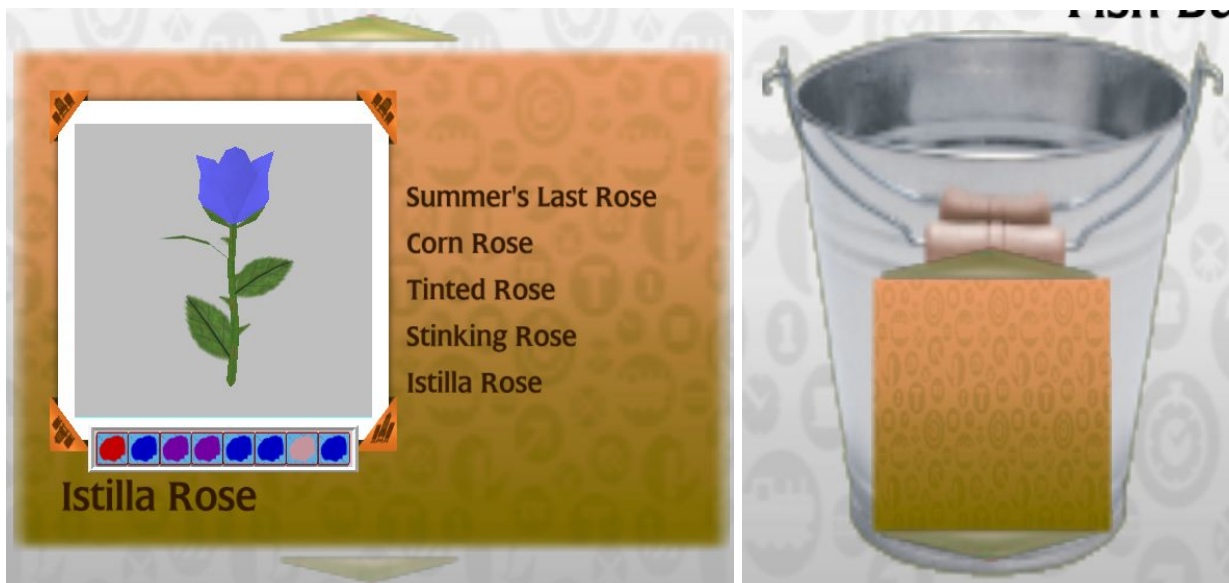 Summer's Last Rose
Corn Rose
Tinted Rose
Stinking Rose
Istilla Rose
Istilla Rose